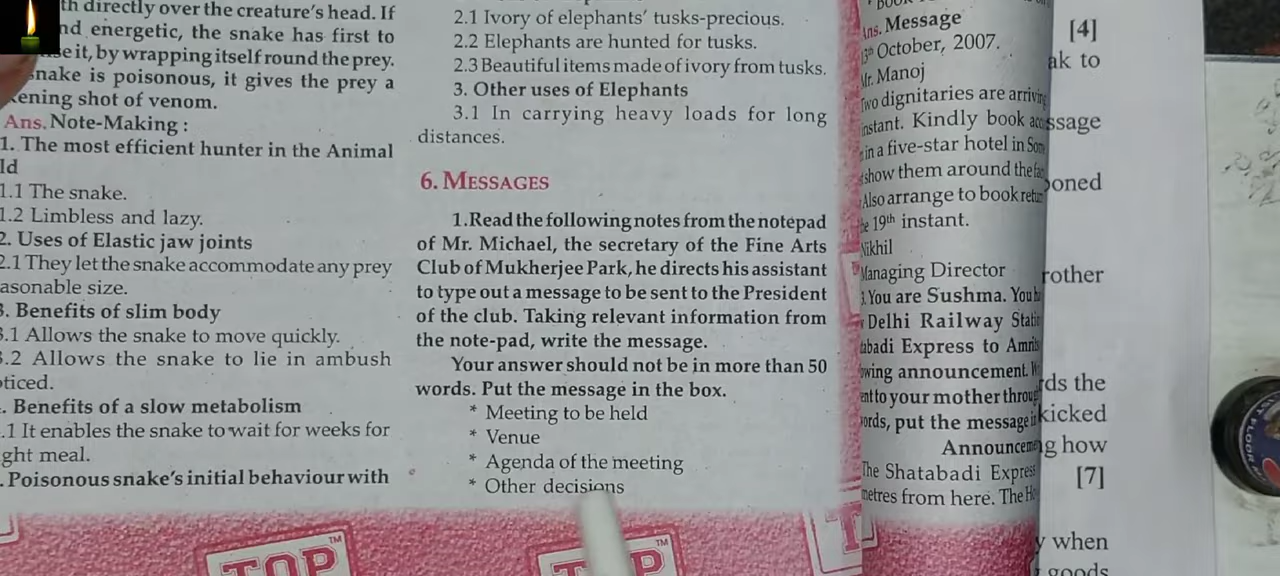 th directly over the creature's head. If
nd energetic, the snake has first to
se it, by wrapping itself round the prey.
snake is poisonous, it gives the prey a
kening shot of venom.
Ans. Note-Making :
1. The most efficient hunter in the Animal
ld
1.1 The snake.
1.2 Limbless and lazy.
2. Uses of Elastic jaw joints
2.1 They let the snake accommodate any prey
asonable size.
3. Benefits of slim body
3.1 Allows the snake to move quickly.
3.2 Allows the snake to lie in ambush
oticed.
. Benefits of a slow metabolism
.1 It enables the snake to wait for weeks for
ght meal.
. Poisonous snake's initial behaviour with
2.1 Ivory of elephants' tusks-precious.
2.2 Elephants are hunted for tusks.
2.3 Beautiful items made of ivory from tusks.
3. Other uses of Elephants
3.1 In carrying heavy loads for long
distances.
6. MESSAGES
1.Read the following notes from the notepad
of Mr. Michael, the secretary of the Fine Arts
Club of Mukherjee Park, he directs his assistant
to type out a message to be sent to the President
of the club. Taking relevant information from
the note-pad, write the message.
Your answer should not be in more than 50
words. Put the message in the box.
* Meeting to be held
* Venue
* Agenda of the meeting
* Other decisions
TOP
TM
TM
P
Ans. Message
13th October, 2007.
Mr. Manoj
Two dignitaries are arriving
instant. Kindly book
in a five-star hotel in
show them around the
Also arrange to book
19th instant.
Nikhil
Managing Director
3. You are Sushma. You
Delhi Railway
abadi Express to
owing announcement.
to your mother
words, put the message
The Shatabadi Express
metres from here. The
[4]
ak to
ssage
oned
rother
rds the
kicked
g how
[7]
y when
goods